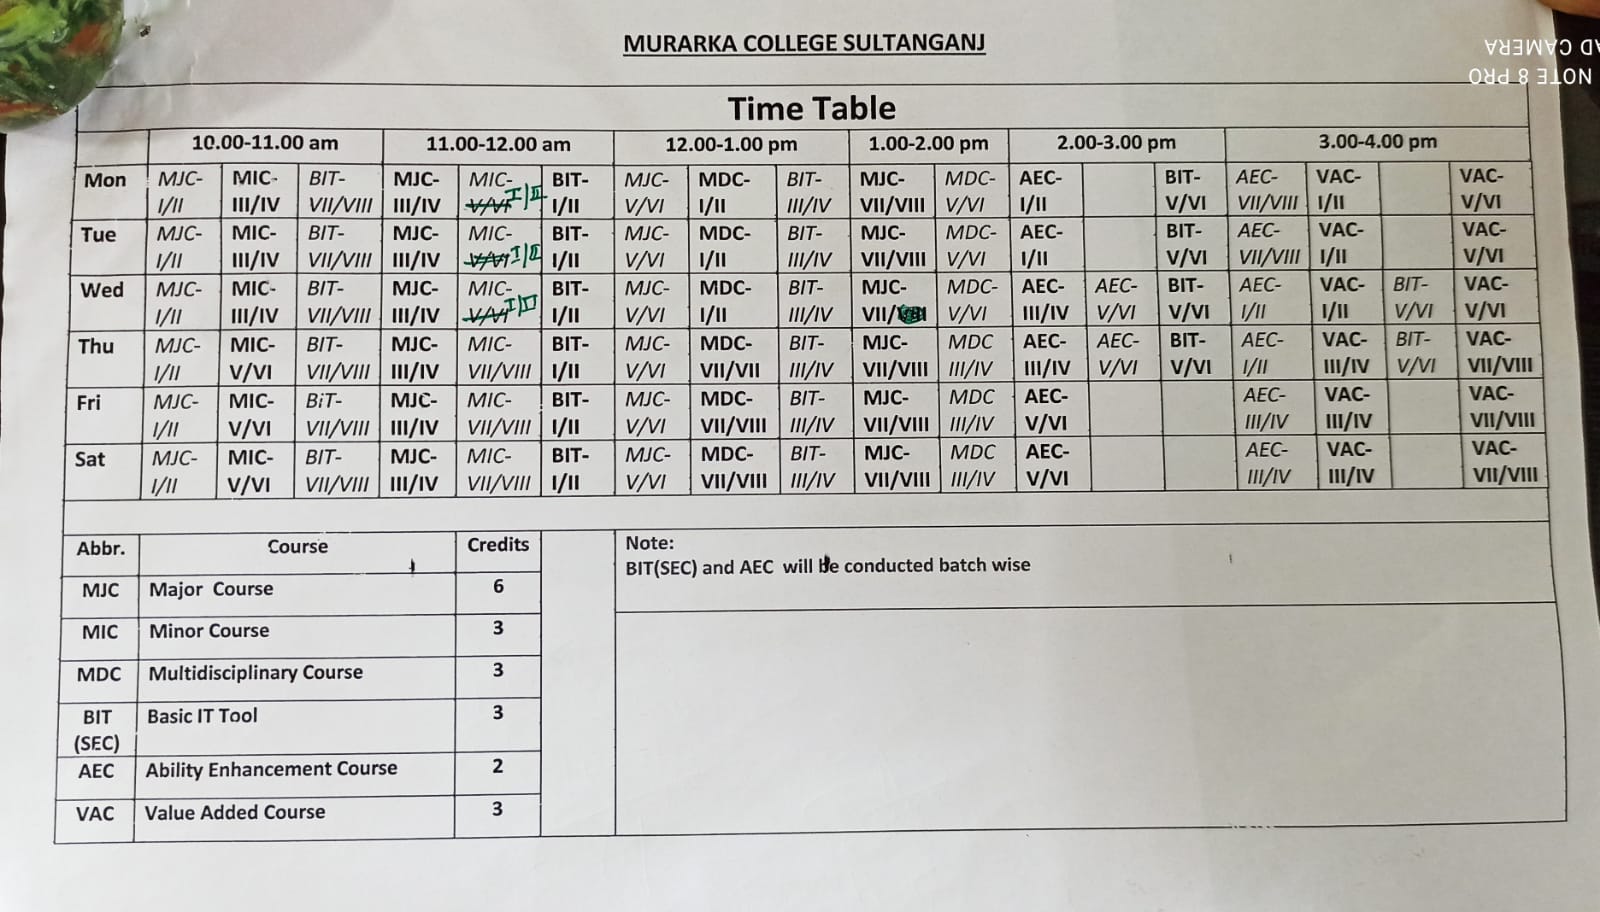 MURARKA COLLEGE SULTANGANJ
AD CAMERA
NOTE 8 PRO
Time Table
10.00-11.00 am 11.00-12.00 am 12.00-1.00 pm 1.00-2.00 pm 2.00-3.00 pm 3.00-4.00 pm
Mon MJC- MIC- BIT- MJC- MIC- BIT- MJC- MDC- BIT- MJC- MDC- AEC- BIT- AEC- VAC- VAC-
I/II III/IV VII/VIII III/IV V/VI I/II I/II V/VI I/II III/IV VII/VIII V/VI I/II V/VI VII/VIII I/II V/VI
Tue MJC- MIC- BIT- MJC- MIC- BIT- MJC- MDC- BIT- MJC- MDC- AEC- BIT- AEC- VAC- VAC-
I/II III/IV VII/VIII III/IV V/VI I/II I/II V/VI I/II III/IV VII/VIII V/VI I/II V/VI VII/VIII I/II V/VI
Wed MJC- MIC- BIT- MJC- MIC- BIT- MJC- MDC- BIT- MJC- MDC- AEC- AEC- BIT- AEC- VAC- BIT- VAC-
I/II III/IV VII/VIII III/IV V/VI I/II I/II V/VI I/II III/IV VII/ V/VI III/IV V/VI V/VI I/II I/II V/VI V/VI
Thu MJC- MIC- BIT- MJC- MIC- BIT- MJC- MDC- BIT- MJC- MDC AEC- AEC- BIT- AEC- VAC- BIT- VAC-
I/II V/VI VII/VIII III/IV VII/VIII I/II V/VI VII/VII III/IV VII/VIII III/IV III/IV V/VI V/VI I/II III/IV V/VI VII/VIII
Fri MJC- MIC- BiT- MJC- MIC- BIT- MJC- MDC- BIT- MJC- MDC AEC- AEC- VAC- VAC-
I/II V/VI VII/VIII III/IV VII/VIII I/II V/VI VII/VIII III/IV VII/VIII III/IV V/VI III/IV III/IV VII/VIII
Sat MJC- MIC- BIT- MJC- MIC- BIT- MJC- MDC- BIT- MJC- MDC AEC- AEC- VAC- VAC-
I/II V/VI VII/VIII III/IV VII/VIII I/II V/VI VII/VIII III/IV VII/VIII III/IV V/VI III/IV III/IV VII/VIII
Abbr. Course Credits
MJC Major Course 6
MIC Minor Course 3
MDC Multidisciplinary Course 3
BIT Basic IT Tool 3
(SEC)
AEC Ability Enhancement Course 2
VAC Value Added Course 3
Note:
BIT(SEC) and AEC will be conducted batch wise